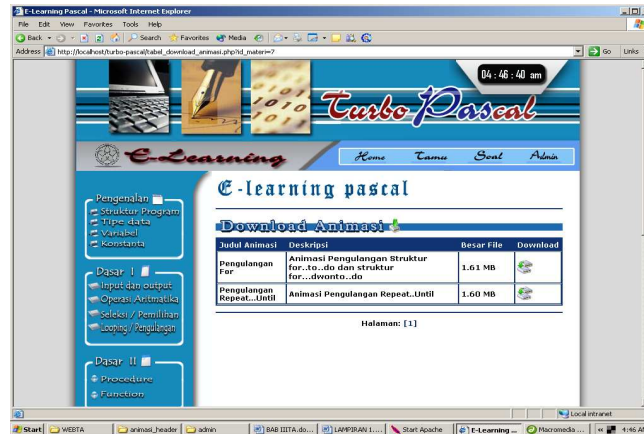 E-Learning Pascal - Microsoft Internet Explorer
File Edit View Favorites Tools Help
Back Search Favorites Media
Address http://localhost/turbo-pascal/tabel_download_animasi.php?id_materi=7 Go Links
04 : 46 : 40 am
Turbo Pascal
E-Learning
Home Tamu Soal Admin
E-learning pascal
Pengenalan
Struktur Program
Tipe data
Variabel
Konstanta
Dasar I
Input dan output
Operasi Aritmatika
Seleksi / Pemilihan
Looping / Pengulangan
Dasar II
Procedure
Function
Download Animasi
Judul Animasi Deskripsi Besar File Download
Pengulangan For
Animasi Pengulangan Struktur
for..to..do dan struktur
for...dwonto..do
1.61 MB
Pengulangan Repeat..Until
Animasi Pengulangan Repeat..Until
1.60 MB
Halaman: [1]
Local intranet
Start WEBTA animasi_header admin BAB IIITA.do... LAMPIRAN 1.... Start Apache E-Learning ... Macromedia ... 4:46 AM